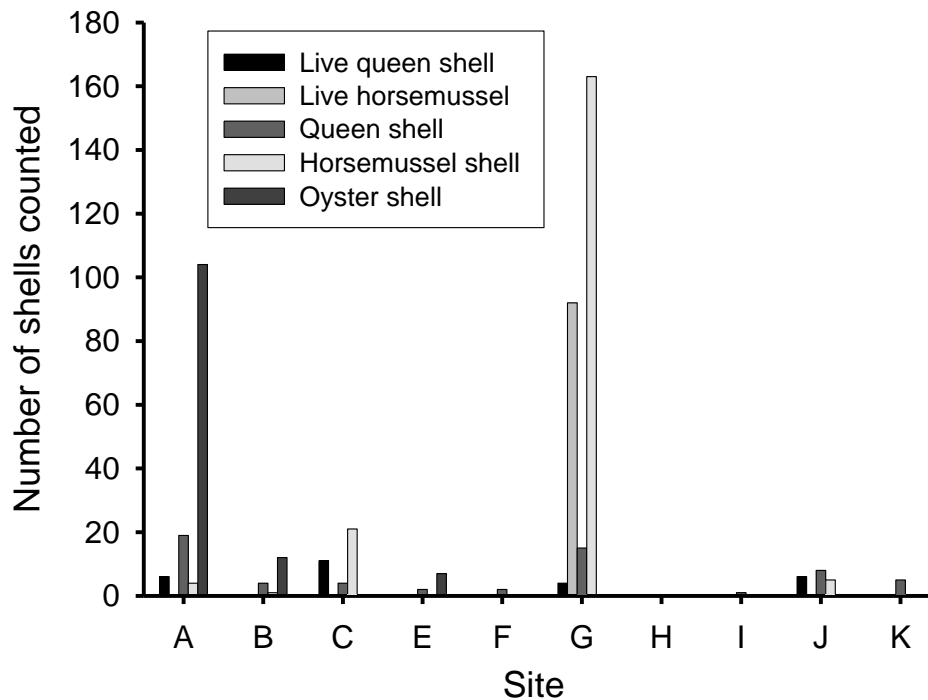 180
160
140
120
100
80
60
40
20
0
Number of shells counted
Live queen shell
Live horsemussel
Queen shell
Horsemussel shell
Oyster shell
A B C E F G H I J K
Site